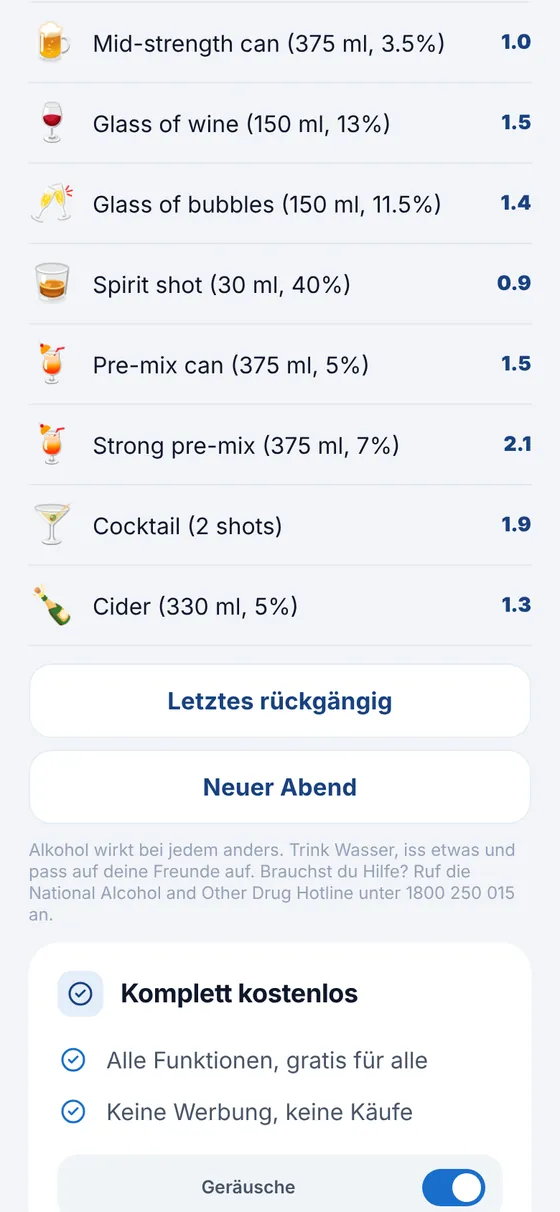 Mid-strength can (375 ml, 3.5%) 1.0
Glass of wine (150 ml, 13%) 1.5
Glass of bubbles (150 ml, 11.5%) 1.4
Spirit shot (30 ml, 40%) 0.9
Pre-mix can (375 ml, 5%) 1.5
Strong pre-mix (375 ml, 7%) 2.1
Cocktail (2 shots) 1.9
Cider (330 ml, 5%) 1.3
Letztes rückgängig
Neuer Abend
Alkohol wirkt bei jedem anders. Trink Wasser, iss etwas und
pass auf deine Freunde auf. Brauchst du Hilfe? Ruf die
National Alcohol and Other Drug Hotline unter 1800 250 015
an.
Komplett kostenlos
Alle Funktionen, gratis für alle
Keine Werbung, keine Käufe
Geräusche